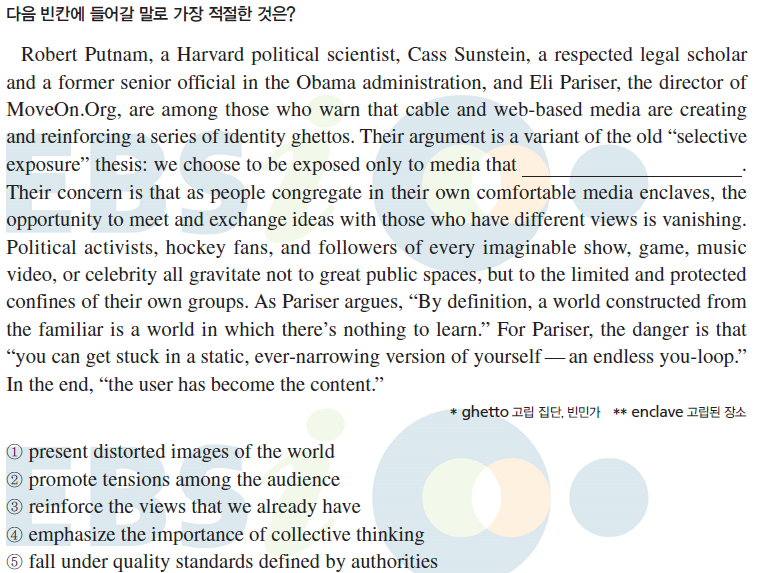 다음 빈칸에 들어갈 말로 가장 적절한 것은?
Robert Putnam, a Harvard political scientist, Cass Sunstein, a respected legal scholar
and a former senior official in the Obama administration, and Eli Pariser, the director of
MoveOn.Org, are among those who warn that cable and web-based media are creating
and reinforcing a series of identity ghettos. Their argument is a variant of the old “selective
exposure” thesis: we choose to be exposed only to media that ____________________.
Their concern is that as people congregate in their own comfortable media enclaves, the
opportunity to meet and exchange ideas with those who have different views is vanishing.
Political activists, hockey fans, and followers of every imaginable show, game, music
video, or celebrity all gravitate not to great public spaces, but to the limited and protected
confines of their own groups. As Pariser argues, “By definition, a world constructed from
the familiar is a world in which there’s nothing to learn.” For Pariser, the danger is that
“you can get stuck in a static, ever-narrowing version of yourself — an endless you-loop.”
In the end, “the user has become the content.”
* ghetto 고립 집단, 빈민가 ** enclave 고립된 장소
① present distorted images of the world
② promote tensions among the audience
③ reinforce the views that we already have
④ emphasize the importance of collective thinking
⑤ fall under quality standards defined by authorities
EBSi
EBSi